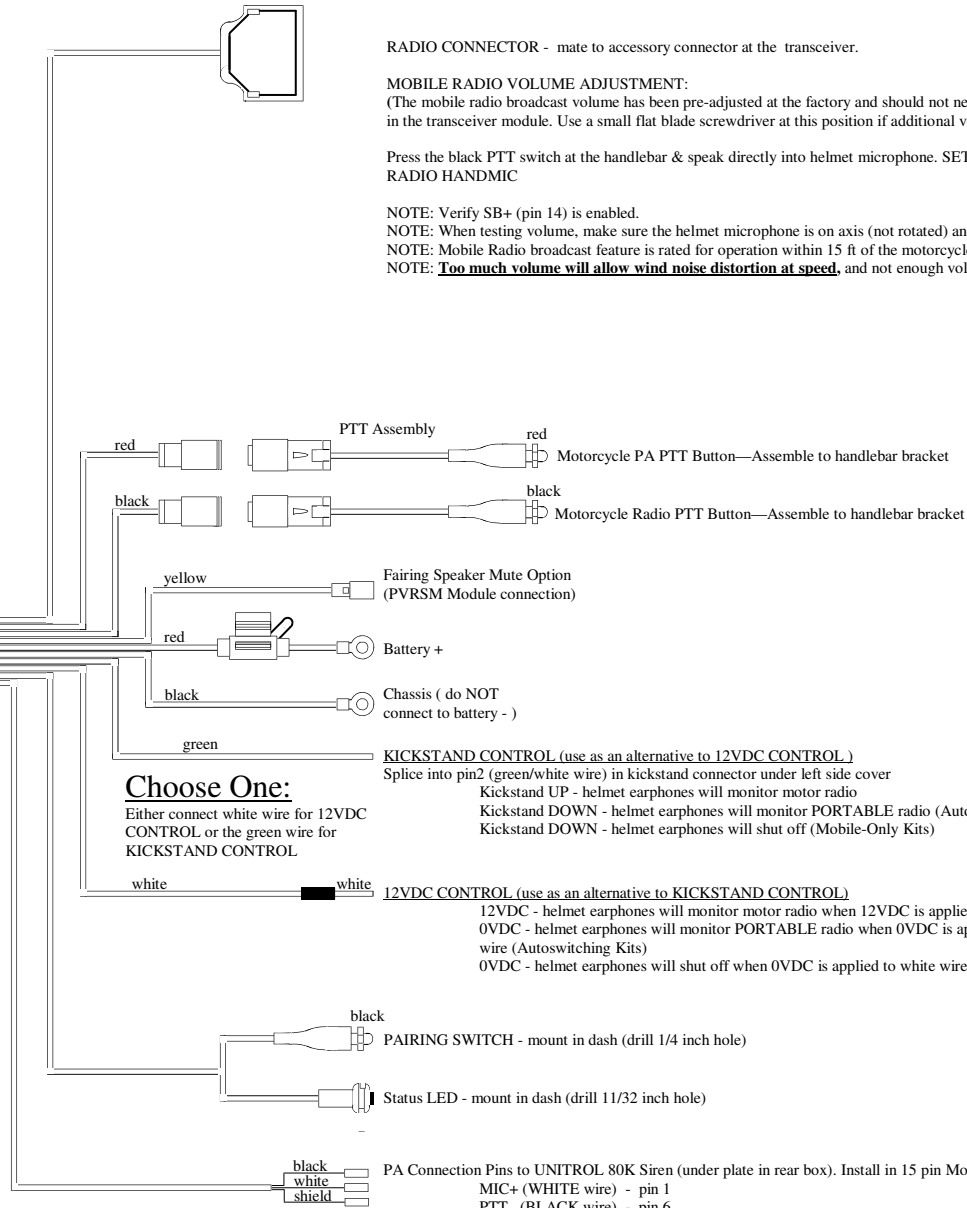 RADIO CONNECTOR - mate to accessory connector at the transceiver.
MOBILE RADIO VOLUME ADJUSTMENT:
(The mobile radio broadcast volume has been pre-adjusted at the factory and should not ne
in the transceiver module. Use a small flat blade screwdriver at this position if additional v
Press the black PTT switch at the handlebar & speak directly into helmet microphone. SET
RADIO HANDMIC
NOTE: Verify SB+ (pin 14) is enabled.
NOTE: When testing volume, make sure the helmet microphone is on axis (not rotated) an
NOTE: Mobile Radio broadcast feature is rated for operation within 15 ft of the motorcycl
NOTE: Too much volume will allow wind noise distortion at speed, and not enough vol
PTT Assembly
red
red
Motorcycle PA PTT Button—Assemble to handlebar bracket
black
black
Motorcycle Radio PTT Button—Assemble to handlebar bracket
yellow
Fairing Speaker Mute Option
(PVRSM Module connection)
red
Battery +
black
Chassis ( do NOT
connect to battery - )
green
KICKSTAND CONTROL (use as an alternative to 12VDC CONTROL )
Splice into pin2 (green/white wire) in kickstand connector under left side cover
Kickstand UP - helmet earphones will monitor motor radio
Kickstand DOWN - helmet earphones will monitor PORTABLE radio (Auto
Kickstand DOWN - helmet earphones will shut off (Mobile-Only Kits)
Choose One:
Either connect white wire for 12VDC
CONTROL or the green wire for
KICKSTAND CONTROL
white
white
12VDC CONTROL (use as an alternative to KICKSTAND CONTROL)
12VDC - helmet earphones will monitor motor radio when 12VDC is applie
0VDC - helmet earphones will monitor PORTABLE radio when 0VDC is ap
wire (Autoswitching Kits)
0VDC - helmet earphones will shut off when 0VDC is applied to white wire
black
PAIRING SWITCH - mount in dash (drill 1/4 inch hole)
Status LED - mount in dash (drill 11/32 inch hole)
black
white
shield
PA Connection Pins to UNITROL 80K Siren (under plate in rear box). Install in 15 pin Mo
MIC+ (WHITE wire) - pin 1
PTT (BLACK wire) - pin 6